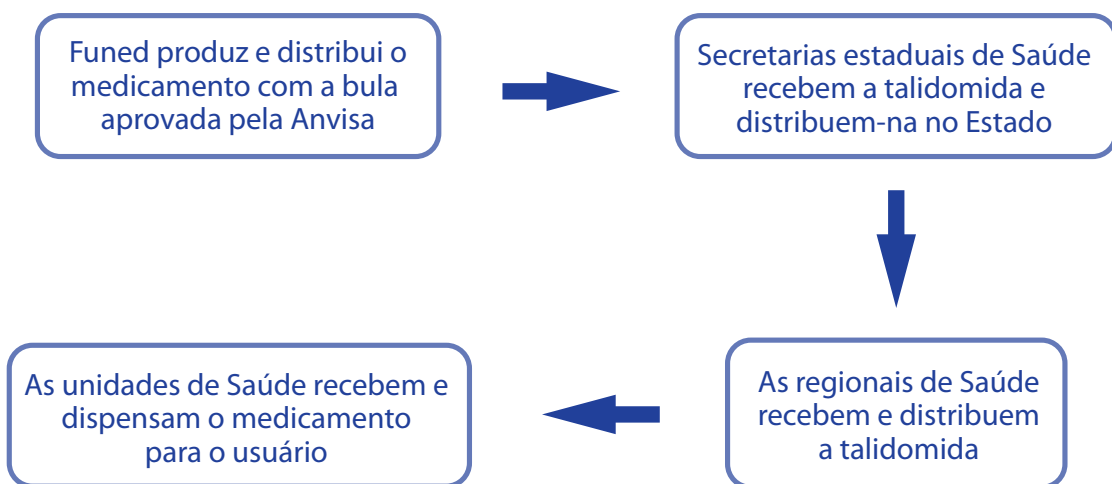 Funed produz e distribui o
medicamento com a bula
aprovada pela Anvisa
Secretarias estaduais de Saúde
recebem a talidomida e
distribuem-na no Estado
As regionais de Saúde
recebem e distribuem
a talidomida
As unidades de Saúde recebem e
dispensam o medicamento
para o usuário